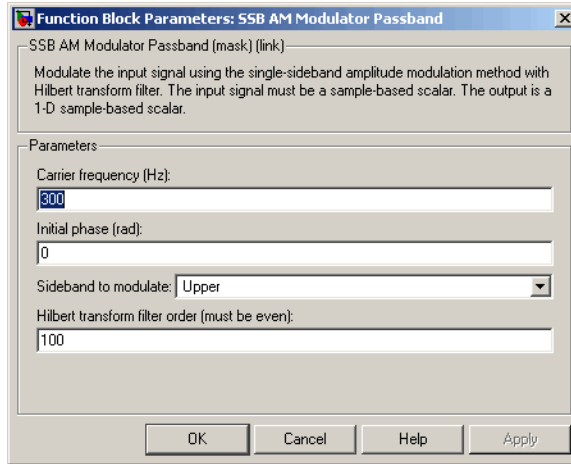 Function Block Parameters: SSB AM Modulator Passband
SSB AM Modulator Passband (mask) (link)
Modulate the input signal using the single-sideband amplitude modulation method with
Hilbert transform filter. The input signal must be a sample-based scalar. The output is a
1-D sample-based scalar.
Parameters
Carrier frequency (Hz):
300
Initial phase (rad):
0
Sideband to modulate: Upper
Hilbert transform filter order (must be even):
100
OK Cancel Help Apply